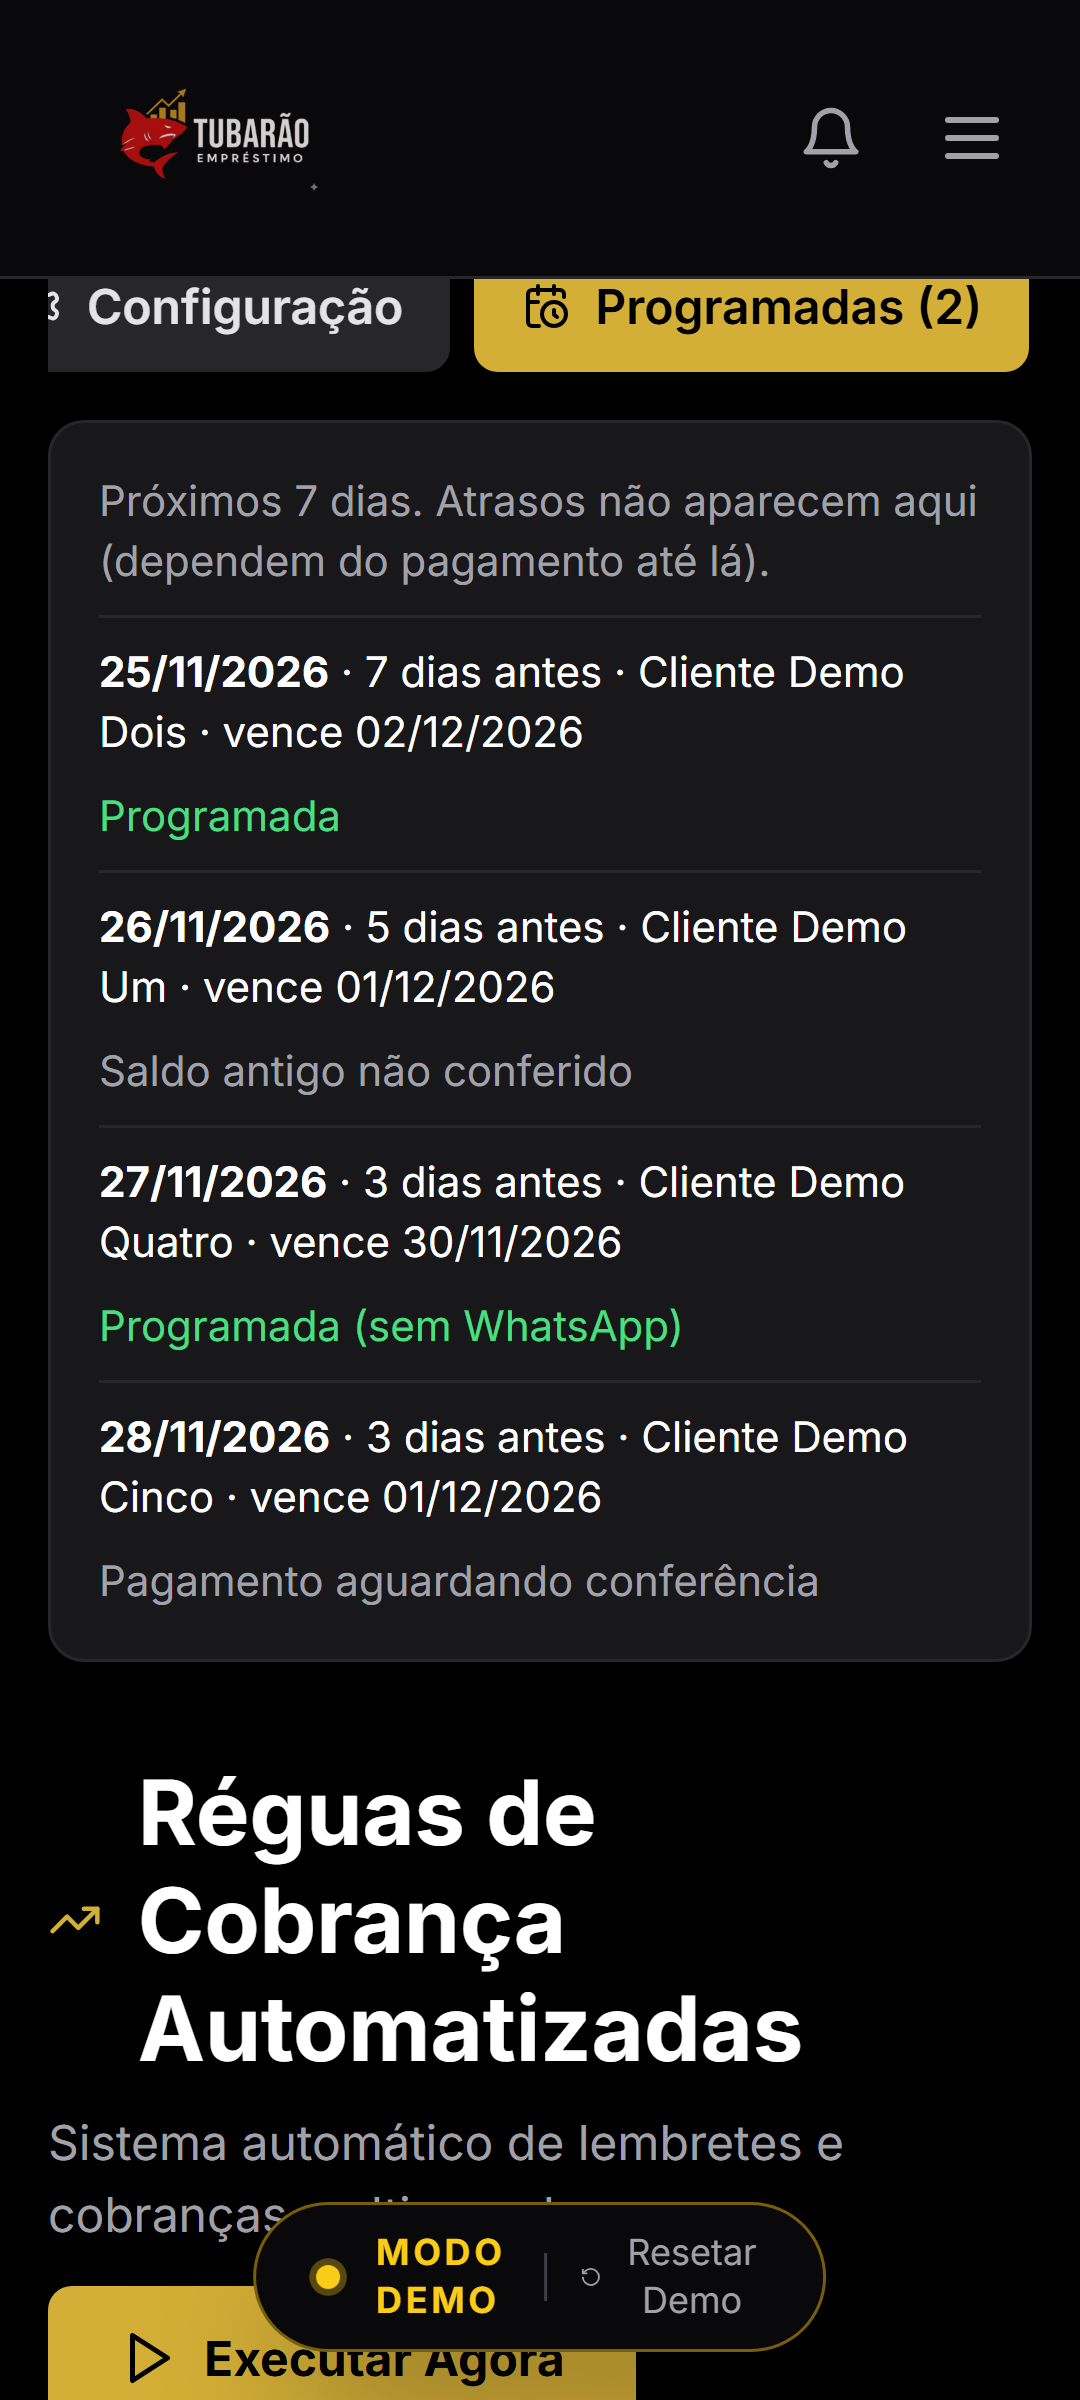 TUBARÃO
EMPRÉSTIMO
Configuração
Programadas (2)
Próximos 7 dias. Atrasos não aparecem aqui
(dependem do pagamento até lá).
25/11/2026 · 7 dias antes · Cliente Demo
Dois · vence 02/12/2026
Programada
26/11/2026 · 5 dias antes · Cliente Demo
Um · vence 01/12/2026
Saldo antigo não conferido
27/11/2026 · 3 dias antes · Cliente Demo
Quatro · vence 30/11/2026
Programada (sem WhatsApp)
28/11/2026 · 3 dias antes · Cliente Demo
Cinco · vence 01/12/2026
Pagamento aguardando conferência
Réguas de
Cobrança
Automatizadas
Sistema automático de lembretes e
cobranças
MODO
DEMO
Resetar
Demo
Executar Agora